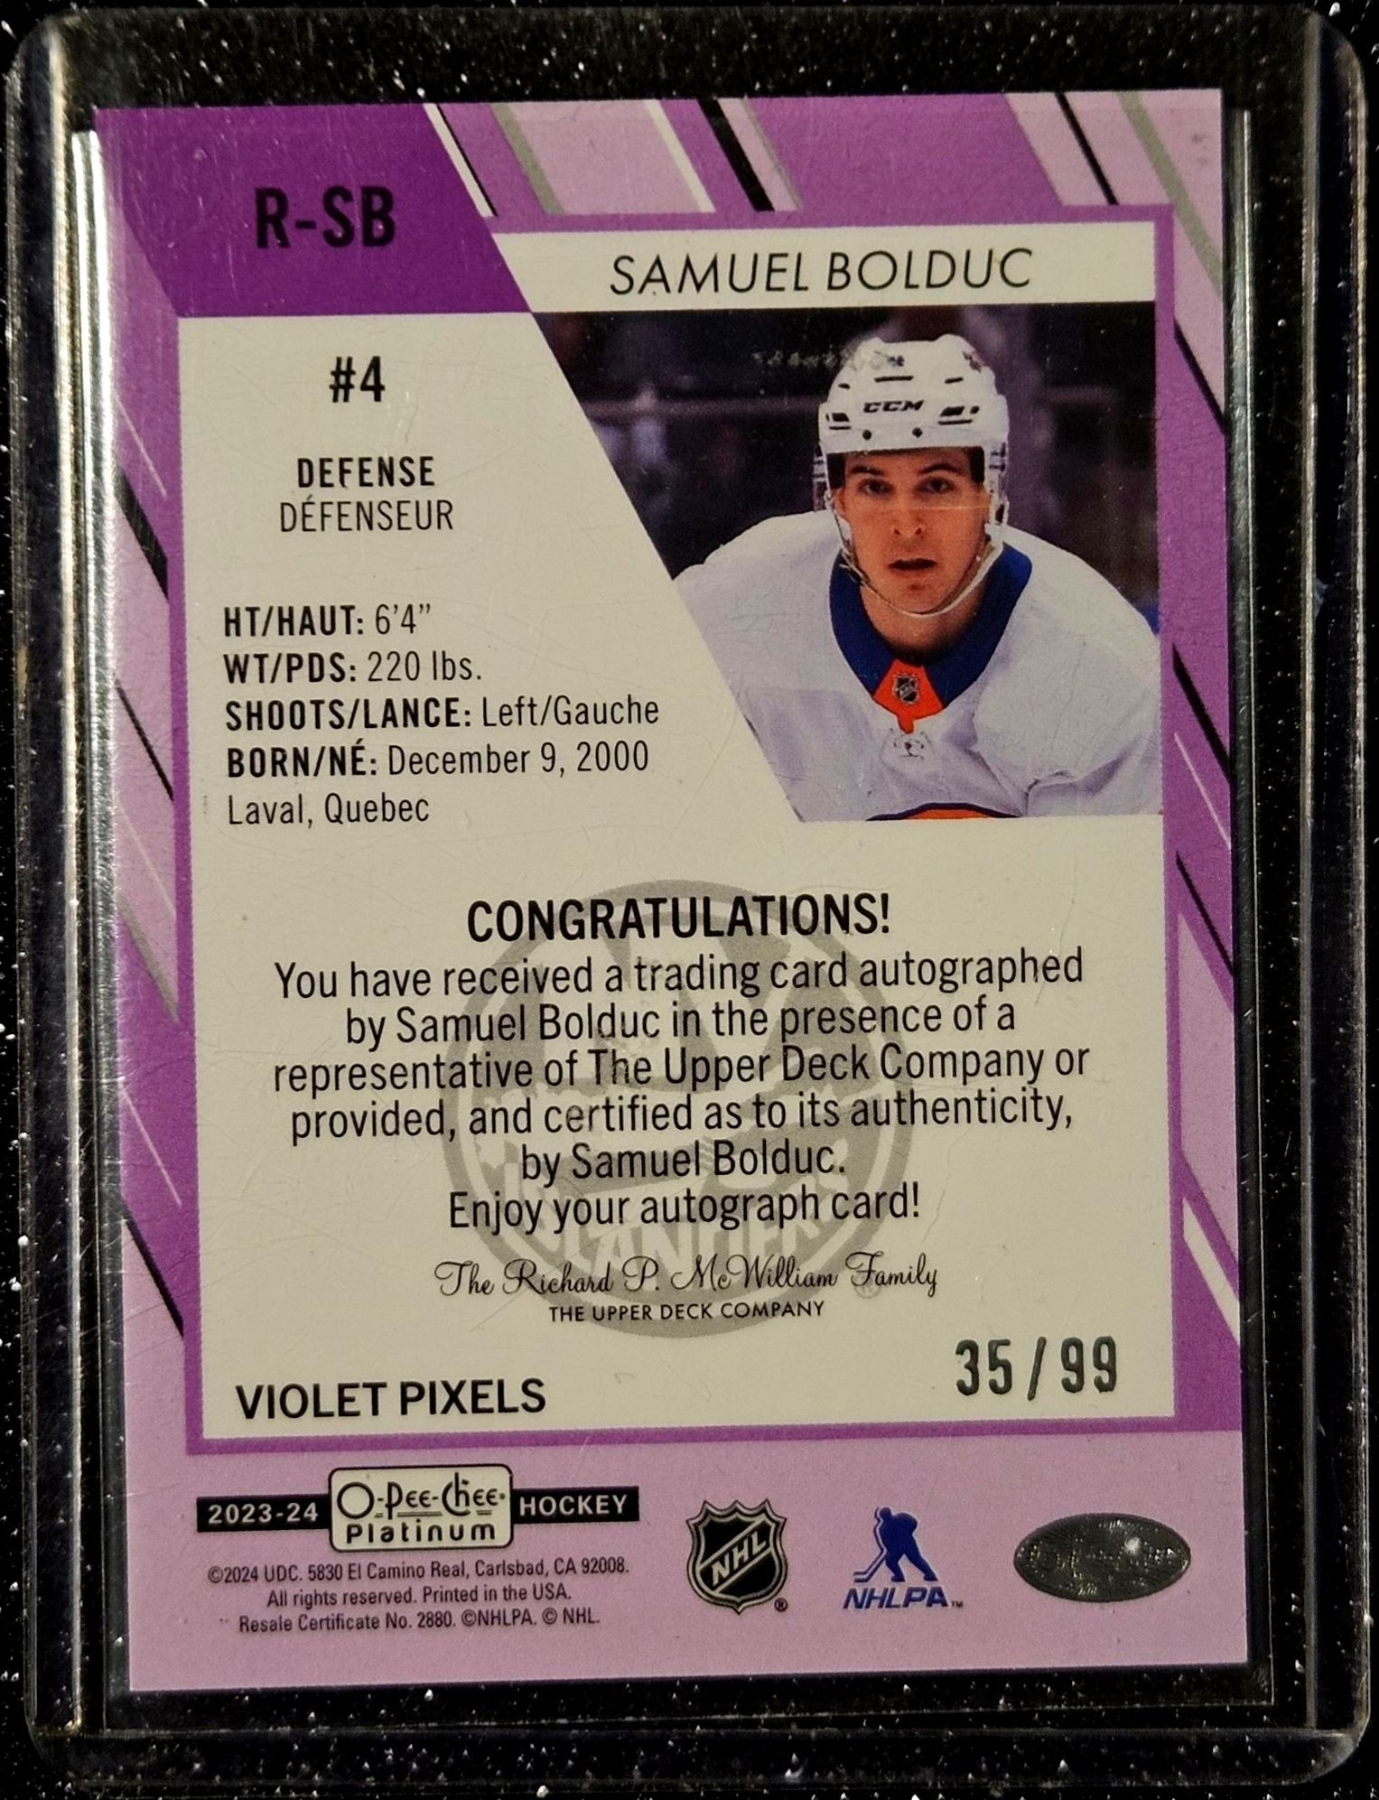 R-SB
SAMUEL BOLDUC
#4
DEFENSE
DÉFENSEUR
CCM
HT/HAUT: 6'4”
WT/PDS: 220 lbs.
SHOOTS/LANCE: Left/Gauche
BORN/NÉ: December 9, 2000
Laval, Quebec
CONGRATULATIONS!
You have received a trading card autographed
by Samuel Bolduc in the presence of a
representative of The Upper Deck Company or
provided, and certified as to its authenticity,
by Samuel Bolduc.
Enjoy your autograph card!
ISLANDERS
The Richard P. McWilliam Family
THE UPPER DECK COMPANY
35/99
VIOLET PIXELS
2023-24 O-Pee-Chee HOCKEY
Platinum
©2024 UDC. 5830 El Camino Real, Carlsbad, CA 92008.
All rights reserved. Printed in the USA.
Resale Certificate No. 2880. ©NHLPA. © NHL.
NHL®
NHLPA™